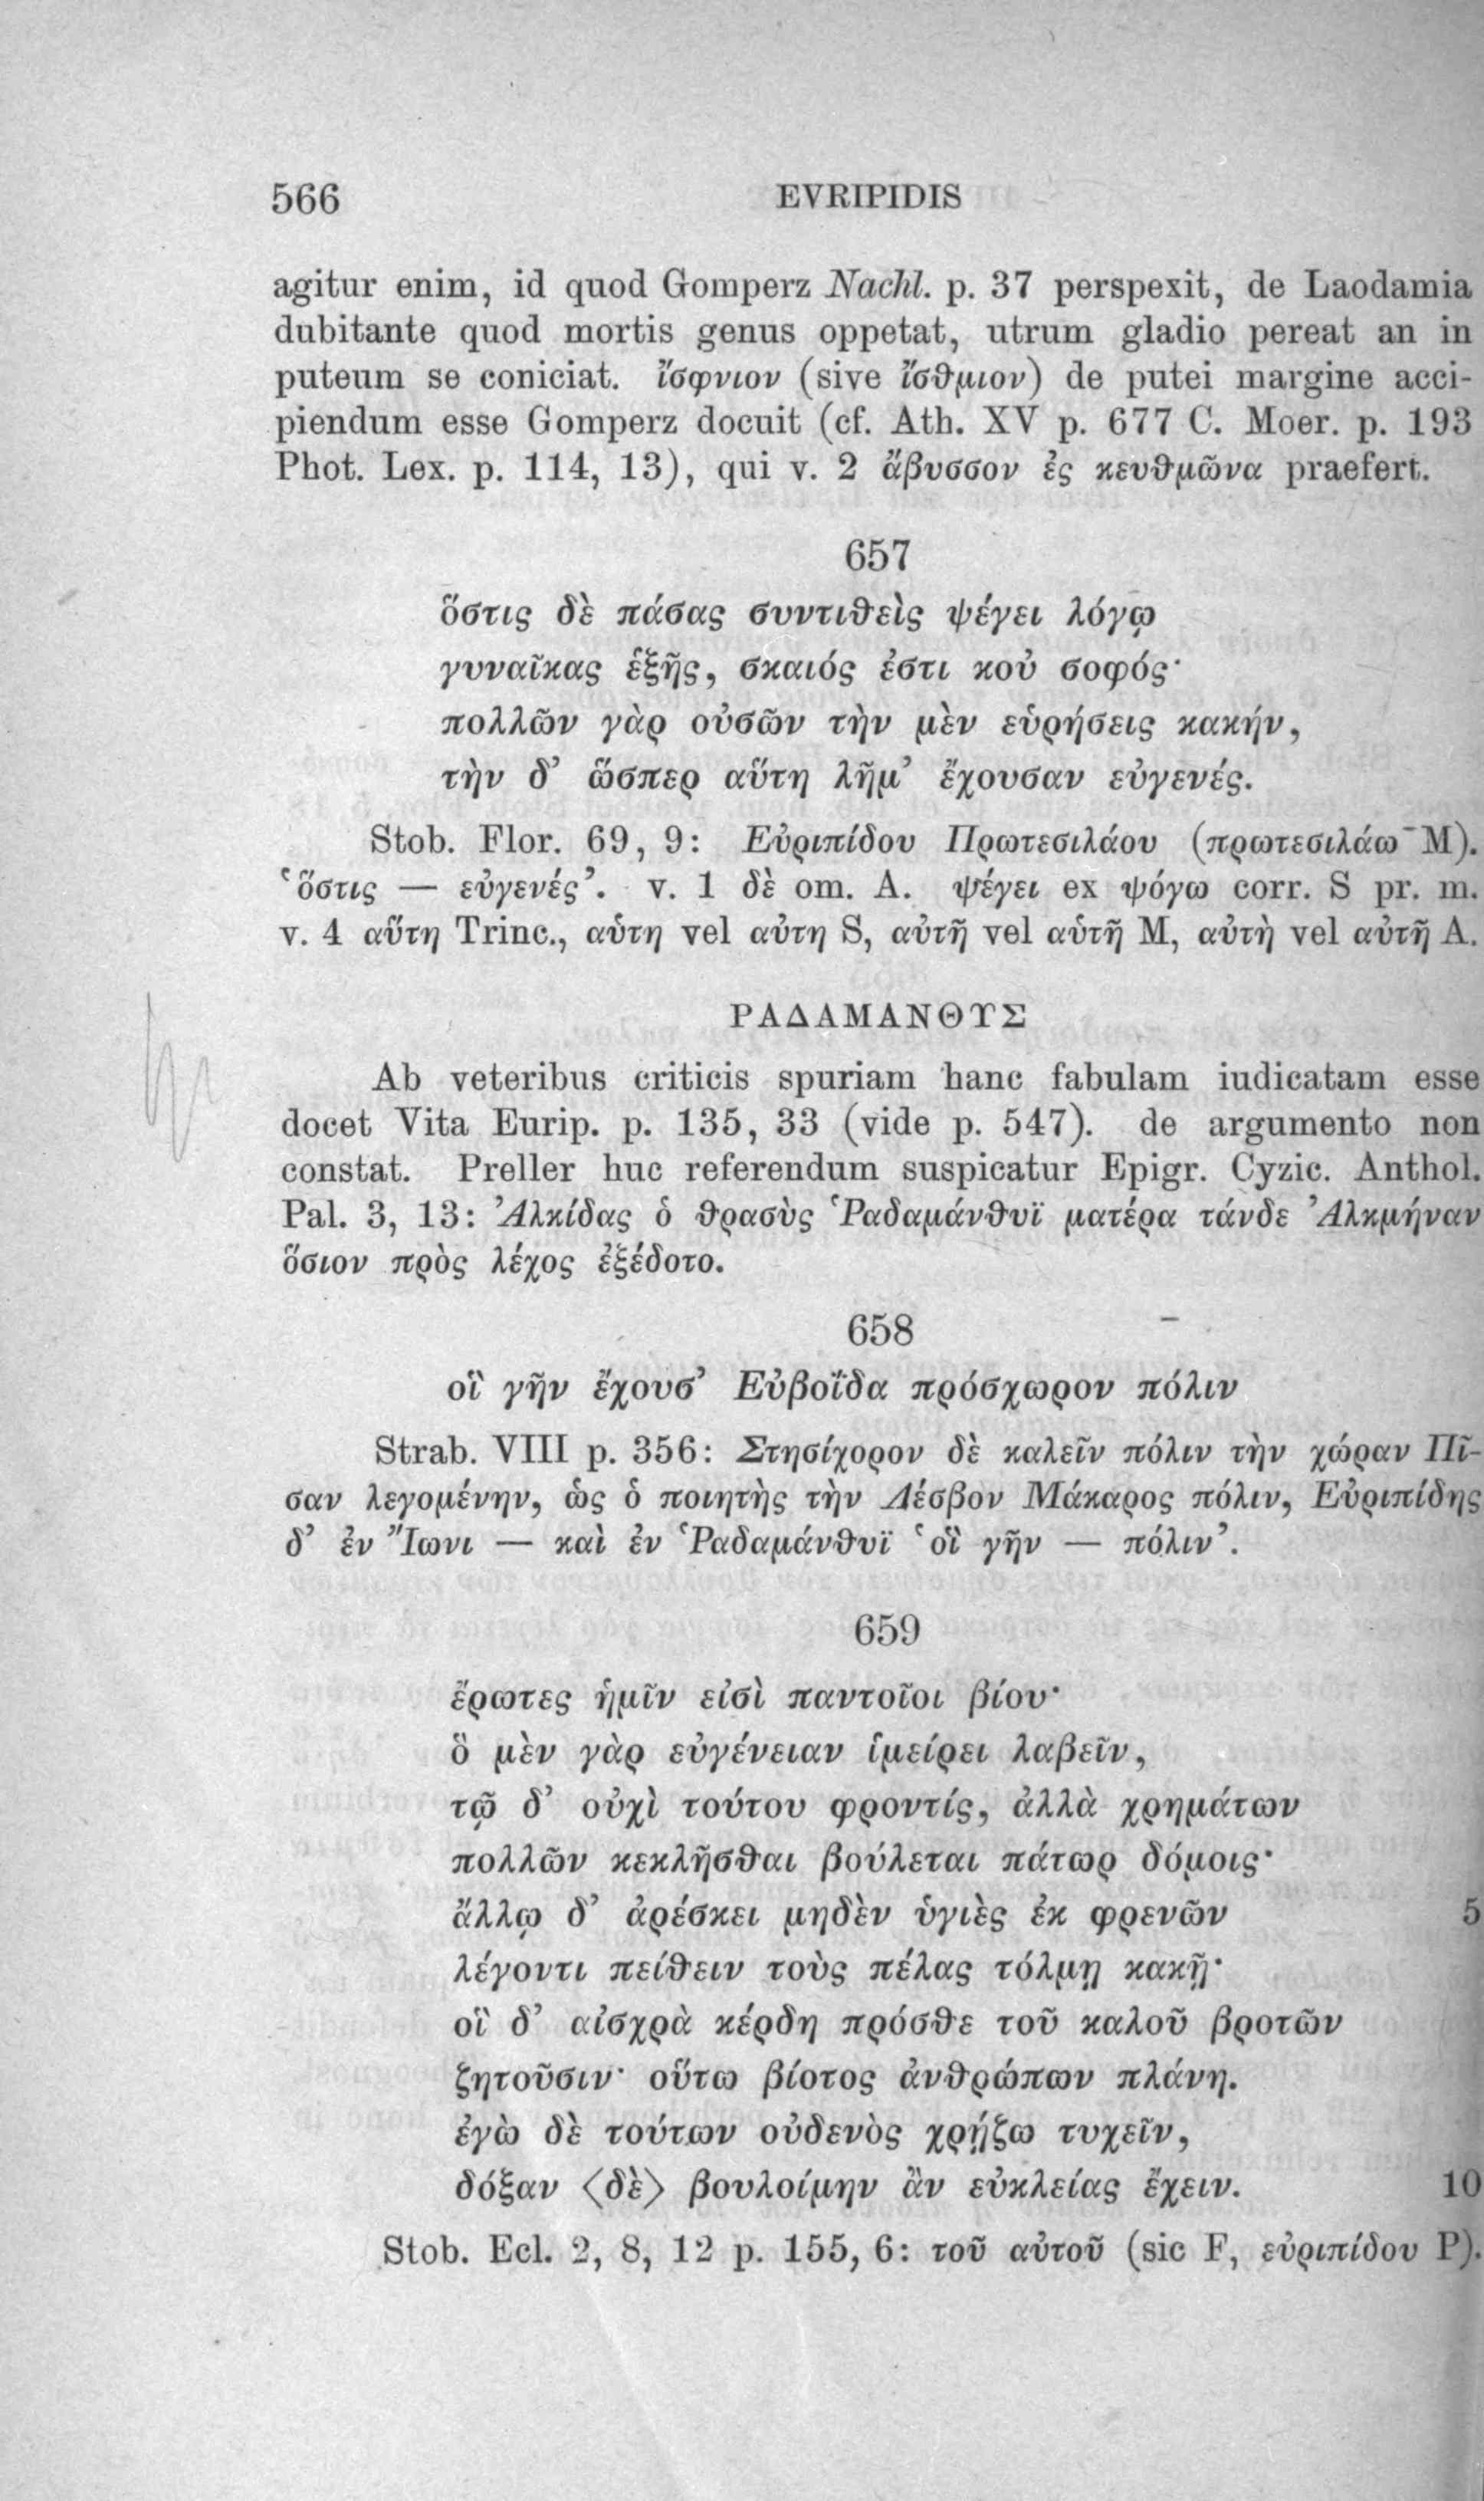 566 EVRIPIDIS
agitur enim, id quod Gomperz Nachl. p. 37 perspexit, de Laodamia
dubitante quod mortis genus oppetat, utrum gladio pereat an in
puteum se coniciat. ἴσφνιον (sive ἴσθμιον) de putei margine acci-
piendum esse Gomperz docuit (cf. Ath. XV p. 677 C. Moer. p. 193
Phot. Lex. p. 114, 13), qui v. 2 ἄβυσσον ἐς κευθμῶνα praefert.
657
ὅστις δὲ πάσας συντιθεὶς ψέγει λόγῳ
γυναῖκας ἑξῆς, σκαιός ἐστι κοὐ σοφός·
πολλῶν γὰρ οὐσῶν τὴν μὲν εὑρήσεις κακήν,
τὴν δ’ ὥσπερ αὕτη λῆμ’ ἔχουσαν εὐγενές.
Stob. Flor. 69, 9: Εὐριπίδου Πρωτεσιλάου (πρωτεσιλάω¯ M).
‘ὅστις — εὐγενές’. v. 1 δὲ om. A. ψέγει ex ψόγω corr. S pr. m.
v. 4 αὕτη Trinc., αὑτη vel αὐτη S, αὐτῆ vel αὑτῆ M, αὐτὴ vel αὐτῆ A.
ΡΑΔΑΜΑΝΘΥΣ
Ab veteribus criticis spuriam hanc fabulam iudicatam esse
docet Vita Eurip. p. 135, 33 (vide p. 547). de argumento non
constat. Preller huc referendum suspicatur Epigr. Cyzic. Anthol.
Pal. 3, 13: Ἀλκίδας ὁ θρασὺς Ῥαδαμάνθυϊ ματέρα τάνδε Ἀλκμήναν
ὅσιον πρὸς λέχος ἐξέδοτο.
658
οἳ γῆν ἔχουσ’ Εὐβοΐδα πρόσχωρον πόλιν
Strab. VIII p. 356: Στησίχορον δὲ καλεῖν πόλιν τὴν χώραν Πῖ-
σαν λεγομένην, ὡς ὁ ποιητὴς τὴν Λέσβον Μάκαρος πόλιν, Εὐριπίδης
δ’ ἐν Ἴωνι — καὶ ἐν Ῥαδαμάνθυϊ ‘οἳ γῆν — πόλιν’.
659
ἔρωτες ἡμῖν εἰσὶ παντοῖοι βίου·
ὃ μὲν γὰρ εὐγένειαν ἱμείρει λαβεῖν,
τῷ δ’ οὐχὶ τούτου φροντίς, ἀλλὰ χρημάτων
πολλῶν κεκλῆσθαι βούλεται πάτωρ δόμοις·
ἄλλῳ δ’ ἀρέσκει μηδὲν ὑγιὲς ἐκ φρενῶν 5
λέγοντι πείθειν τοὺς πέλας τόλμῃ κακῇ·
οἳ δ’ αἰσχρὰ κέρδη πρόσθε τοῦ καλοῦ βροτῶν
ζητοῦσιν· οὕτω βίοτος ἀνθρώπων πλάνη.
ἐγὼ δὲ τούτων οὐδενὸς χρῄζω τυχεῖν,
δόξαν ⟨δὲ⟩ βουλοίμην ἂν εὐκλείας ἔχειν. 10
Stob. Ecl. 2, 8, 12 p. 155, 6: τοῦ αὐτοῦ (sic F, εὐριπίδου P).